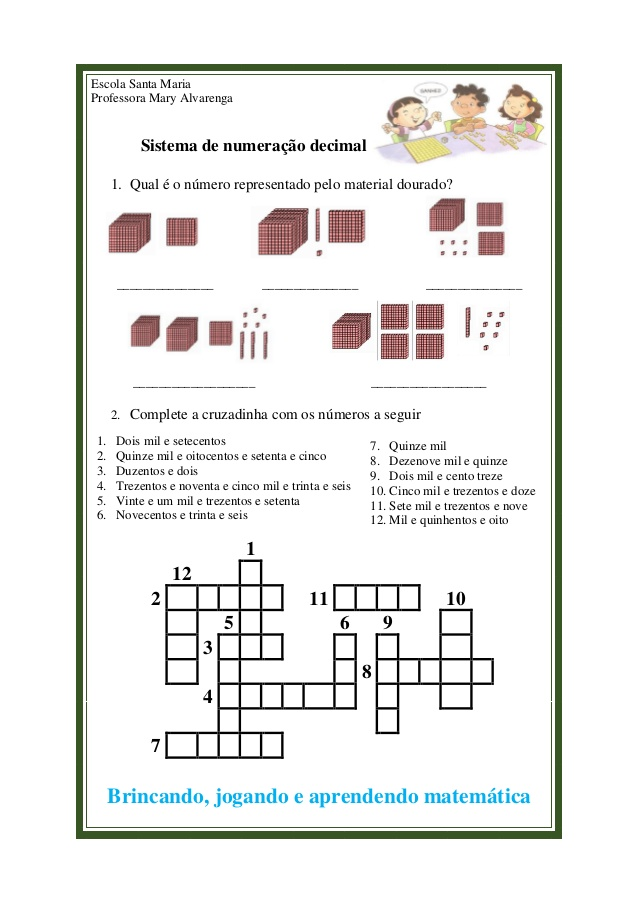 Escola Santa Maria
Professora Mary Alvarenga
GANHEI!
Sistema de numeração decimal
1. Qual é o número representado pelo material dourado?
_______________ _______________ _______________
___________________ __________________
2. Complete a cruzadinha com os números a seguir
1. Dois mil e setecentos
2. Quinze mil e oitocentos e setenta e cinco
3. Duzentos e dois
4. Trezentos e noventa e cinco mil e trinta e seis
5. Vinte e um mil e trezentos e setenta
6. Novecentos e trinta e seis
7. Quinze mil
8. Dezenove mil e quinze
9. Dois mil e cento treze
10. Cinco mil e trezentos e doze
11. Sete mil e trezentos e nove
12. Mil e quinhentos e oito
1
12
2 11 10
5 6 9
3
8
4
7
Brincando, jogando e aprendendo matemática